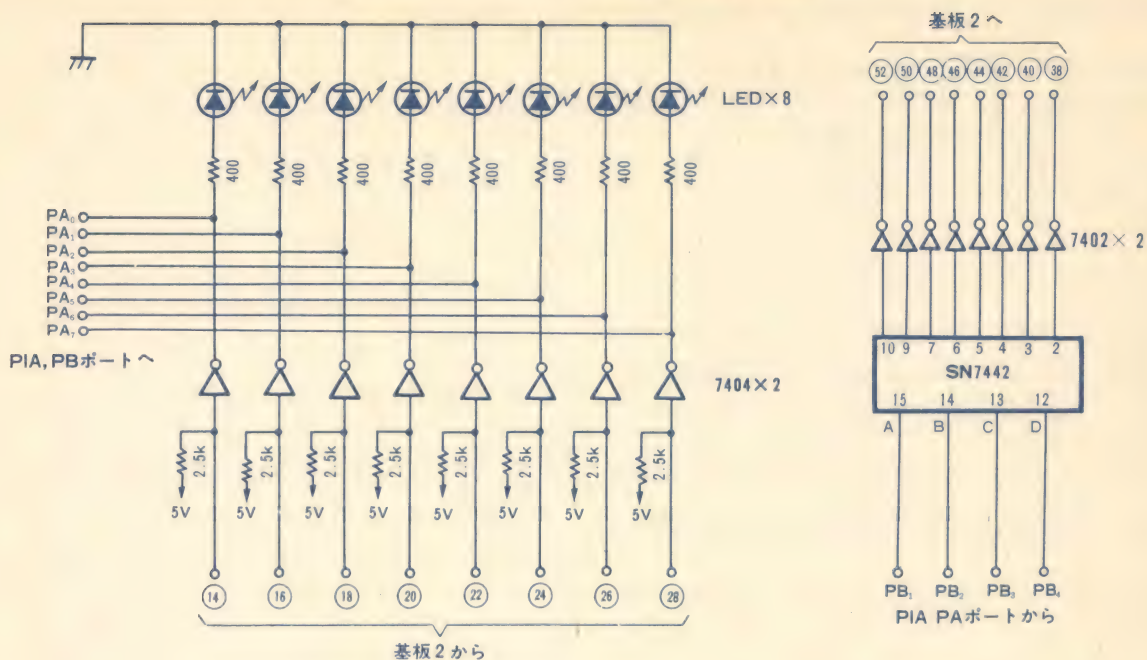 基板2へ
52 50 48 46 44 42 40 38
LED×8
400 400 400 400 400 400 400 400
PA₀
PA₁
PA₂
PA₃
PA₄
PA₅
PA₆
PA₇
PIA,PBポートへ
7404×2
2.5k 2.5k 2.5k 2.5k 2.5k 2.5k 2.5k 2.5k
5V 5V 5V 5V 5V 5V 5V 5V
14 16 18 20 22 24 26 28
基板2から
7402×2
10 9 7 6 5 4 3 2
SN7442
15 14 13 12
A B C D
PB₁ PB₂ PB₃ PB₄
PIA PAポートから